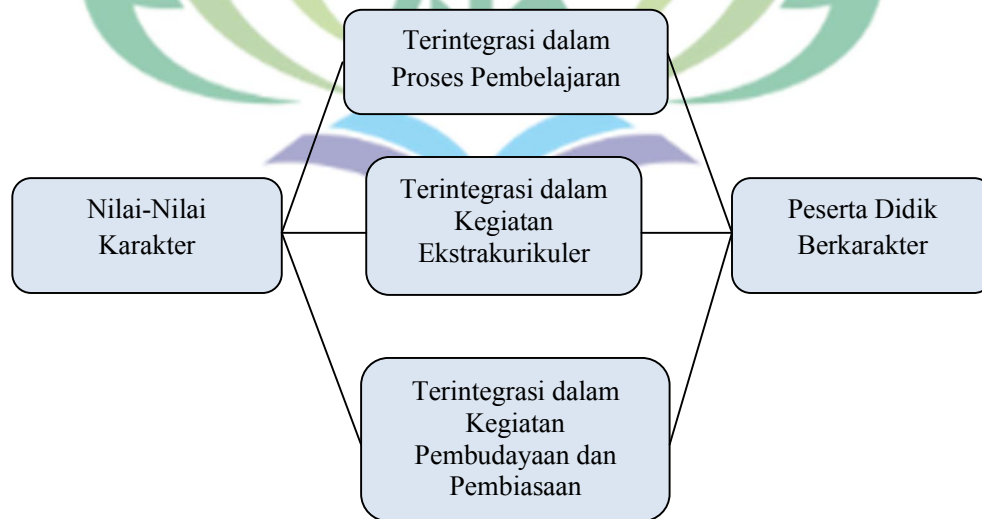 Terintegrasi dalam
Proses Pembelajaran
Nilai-Nilai
Karakter
Terintegrasi dalam
Kegiatan
Ekstrakurikuler
Peserta Didik
Berkarakter
Terintegrasi dalam
Kegiatan
Pembudayaan dan
Pembiasaan